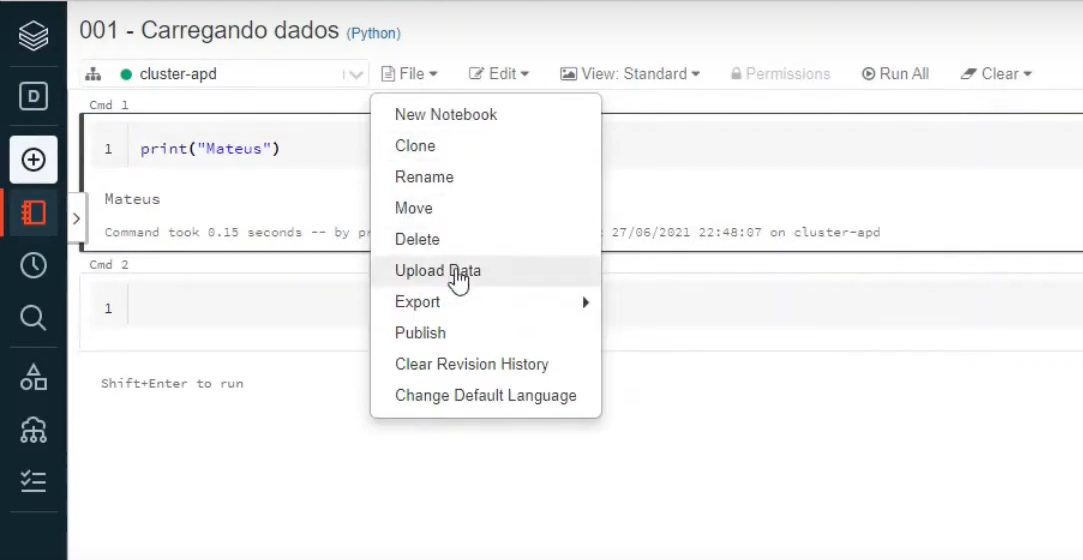 001 - Carregando dados (Python)
cluster-apd File Edit View: Standard Permissions Run All Clear
Cmd 1
New Notebook
1 print("Mateus") Clone
Rename
Mateus
Move
Command took 0.15 seconds -- by 27/06/2021 22:48:07 on cluster-apd
Delete
Cmd 2
Upload Data
1 Export
Publish
Clear Revision History
Shift+Enter to run
Change Default Language
D